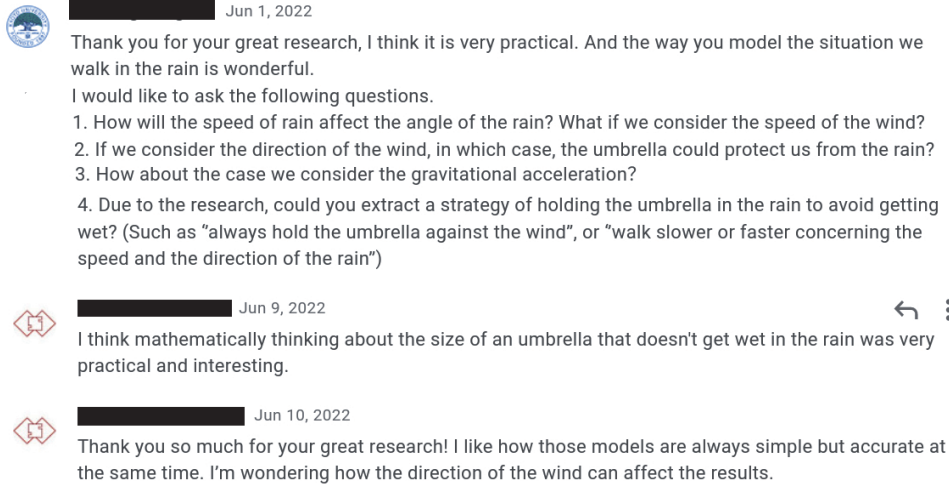 Jun 1, 2022
Thank you for your great research, I think it is very practical. And the way you model the situation we
walk in the rain is wonderful.
I would like to ask the following questions.
1. How will the speed of rain affect the angle of the rain? What if we consider the speed of the wind?
2. If we consider the direction of the wind, in which case, the umbrella could protect us from the rain?
3. How about the case we consider the gravitational acceleration?
4. Due to the research, could you extract a strategy of holding the umbrella in the rain to avoid getting
wet? (Such as “always hold the umbrella against the wind”, or “walk slower or faster concerning the
speed and the direction of the rain”)
Jun 9, 2022
I think mathematically thinking about the size of an umbrella that doesn't get wet in the rain was very
practical and interesting.
Jun 10, 2022
Thank you so much for your great research! I like how those models are always simple but accurate at
the same time. I’m wondering how the direction of the wind can affect the results.